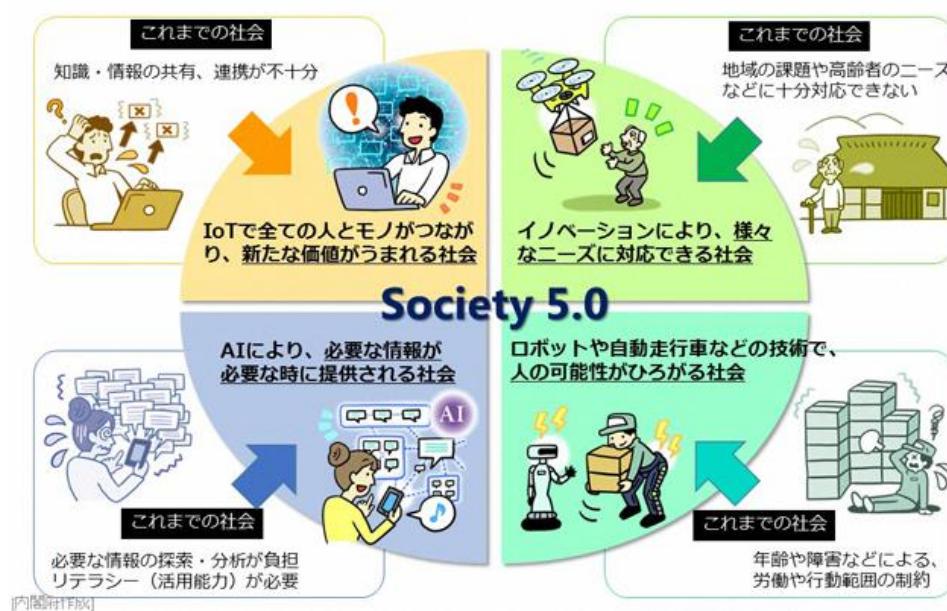 これまでの社会
知識・情報の共有、連携が不十分
IoTで全ての人とモノがつなが
り、新たな価値がうまれる社会
これまでの社会
地域の課題や高齢者のニーズ
などに十分対応できない
イノベーションにより、様々
なニーズに対応できる社会
Society 5.0
AIにより、必要な情報が
必要な時に提供される社会
AI
これまでの社会
必要な情報の探索・分析が負担
リテラシー（活用能力）が必要
ロボットや自動走行車などの技術で、
人の可能性がひろがる社会
これまでの社会
年齢や障害などによる、
労働や行動範囲の制約
[内閣府作成]